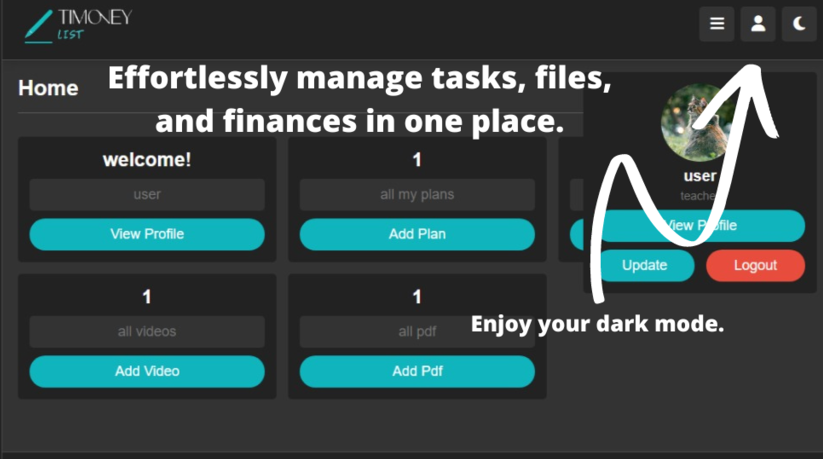 TIMONEY
LIST
Effortlessly manage tasks, files,
and finances in one place.
Home
welcome!
user
View Profile
1
all my plans
Add Plan
user
View Profile
Update
Logout
1
all videos
Add Video
1
all pdf
Add Pdf
Enjoy your dark mode.